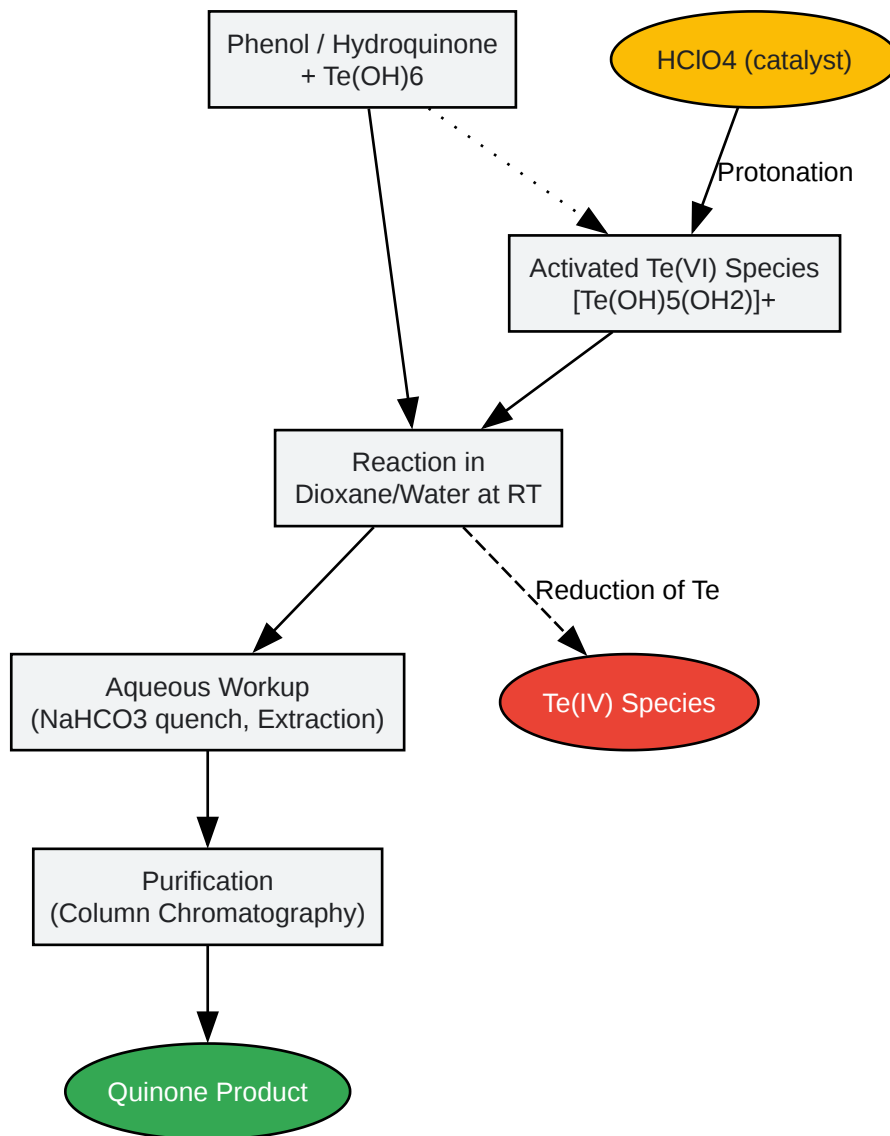 Phenol / Hydroquinone
+ Te(OH)6
HClO4 (catalyst)
Protonation
Activated Te(VI) Species
[Te(OH)5(OH2)]+
Reaction in
Dioxane/Water at RT
Reduction of Te
Aqueous Workup
(NaHCO3 quench, Extraction)
Te(IV) Species
Purification
(Column Chromatography)
Quinone Product